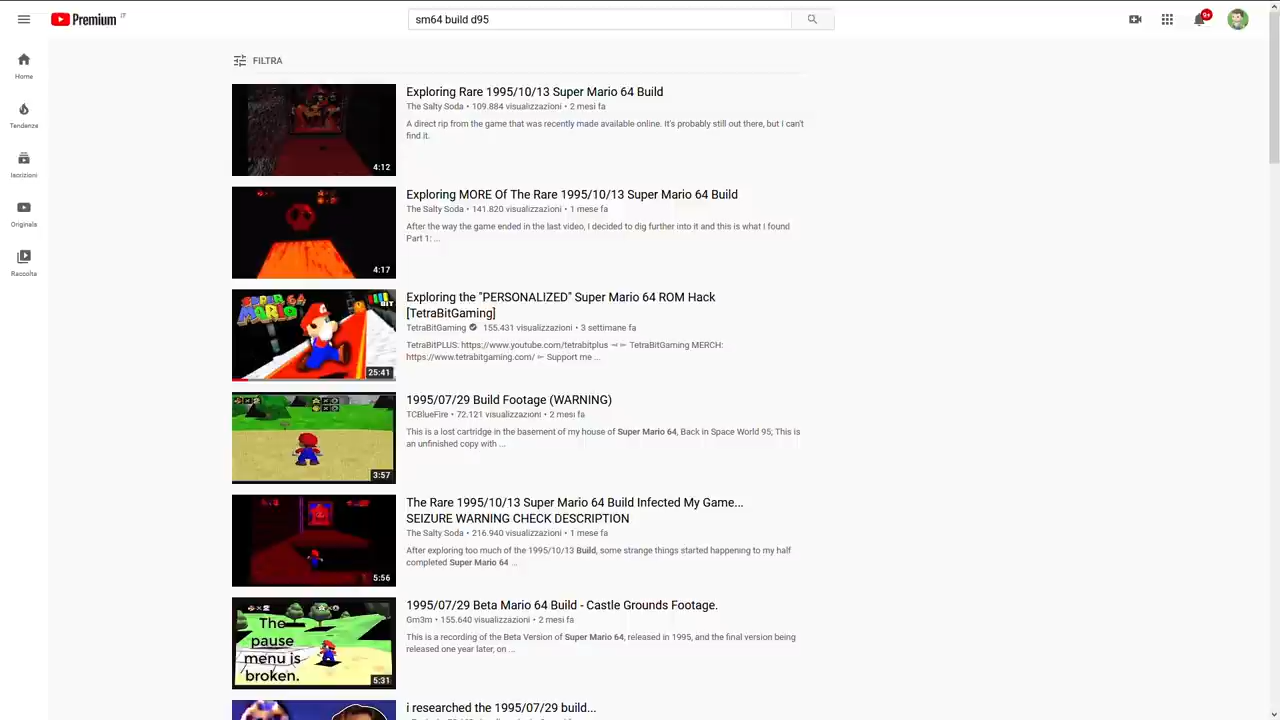 Premium IT
sm64 build d95
9+
Home
Tendenze
Iscrizioni
Originals
Raccolta
FILTRA
4:12
Exploring Rare 1995/10/13 Super Mario 64 Build
The Salty Soda • 109.884 visualizzazioni • 2 mesi fa
A direct rip from the game that was recently made available online. It's probably still out there, but I can't
find it.
4:17
Exploring MORE Of The Rare 1995/10/13 Super Mario 64 Build
The Salty Soda • 141.820 visualizzazioni • 1 mese fa
After the way the game ended in the last video, I decided to dig further into it and this is what I found
Part 1: ...
SUPER MARIO 64
BIT
25:41
Exploring the "PERSONALIZED" Super Mario 64 ROM Hack
[TetraBitGaming]
TetraBitGaming 155.431 visualizzazioni • 3 settimane fa
TetraBitPLUS: https://www.youtube.com/tetrabitplus ⊣ ⊢ TetraBitGaming MERCH:
https://www.tetrabitgaming.com/ ⊢ Support me ...
3:57
1995/07/29 Build Footage (WARNING)
TCBlueFire • 72.121 visualizzazioni • 2 mesi fa
This is a lost cartridge in the basement of my house of Super Mario 64, Back in Space World 95, This is
an unfinished copy with ...
5:56
The Rare 1995/10/13 Super Mario 64 Build Infected My Game...
SEIZURE WARNING CHECK DESCRIPTION
The Salty Soda • 216.940 visualizzazioni • 1 mese fa
After exploring too much of the 1995/10/13 Build, some strange things started happening to my half
completed Super Mario 64 ...
The
pause
menu is
broken.
5:31
1995/07/29 Beta Mario 64 Build - Castle Grounds Footage.
Gm3m • 155.640 visualizzazioni • 2 mesi fa
This is a recording of the Beta Version of Super Mario 64, released in 1995, and the final version being
released one year later, on ...
i researched the 1995/07/29 build...